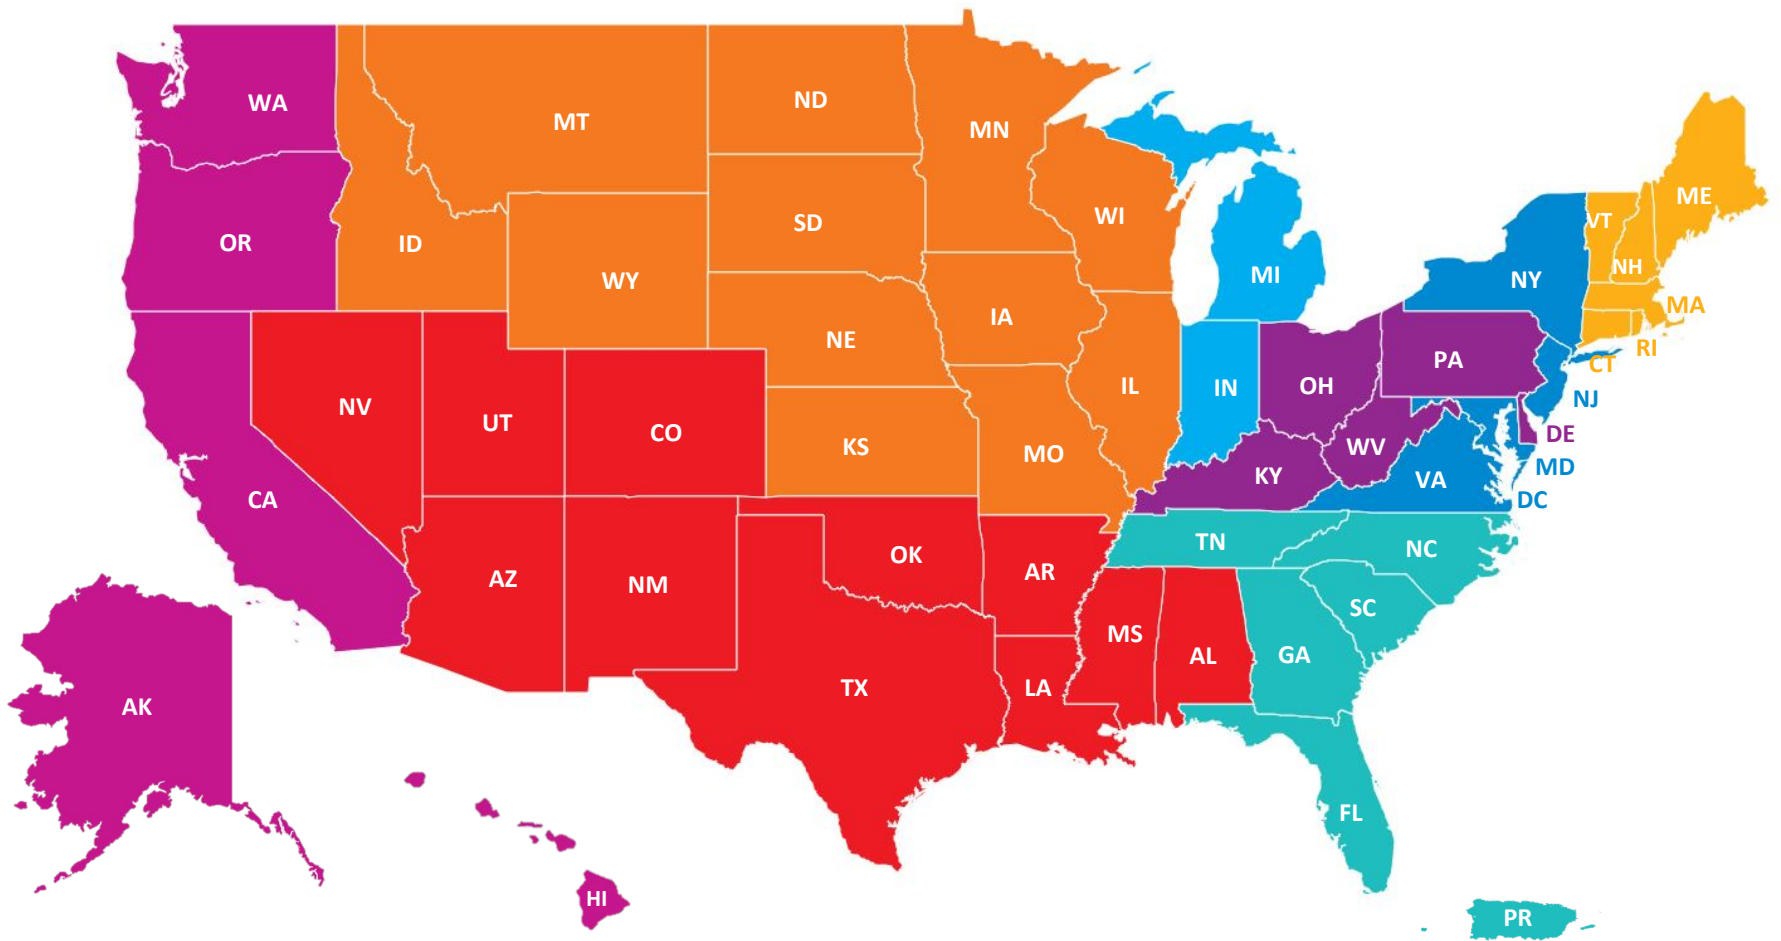 WA
MT
ND
MN
OR
ID
WY
SD
WI
MI
NY
VT
NH
ME
MA
RI
CT
NV
UT
CO
NE
IA
IL
IN
OH
PA
NJ
DE
MD
DC
CA
KS
MO
KY
WV
VA
AZ
NM
OK
AR
TN
NC
SC
MS
AL
GA
TX
LA
FL
AK
HI
PR